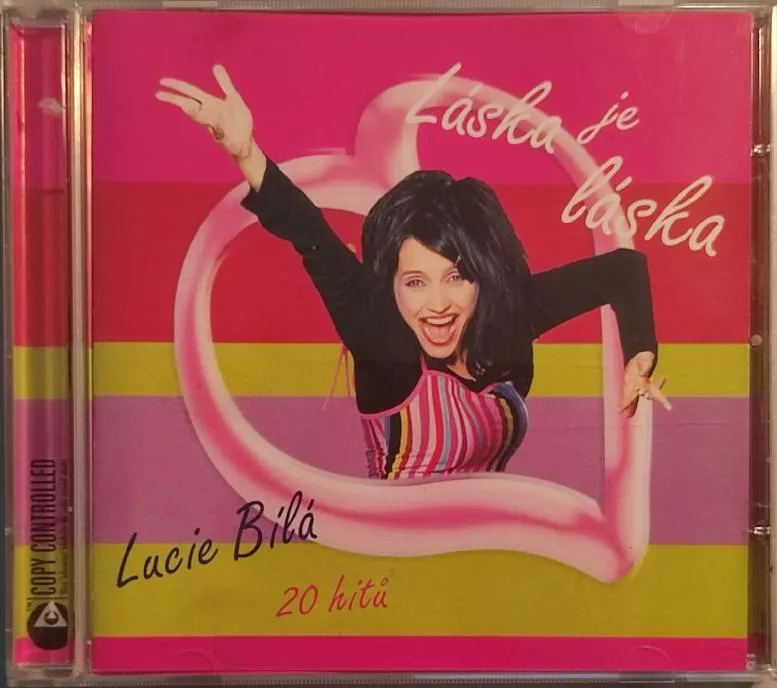 Láska je
láska
Lucie Bílá
20 hitů
COPY CONTROLLED